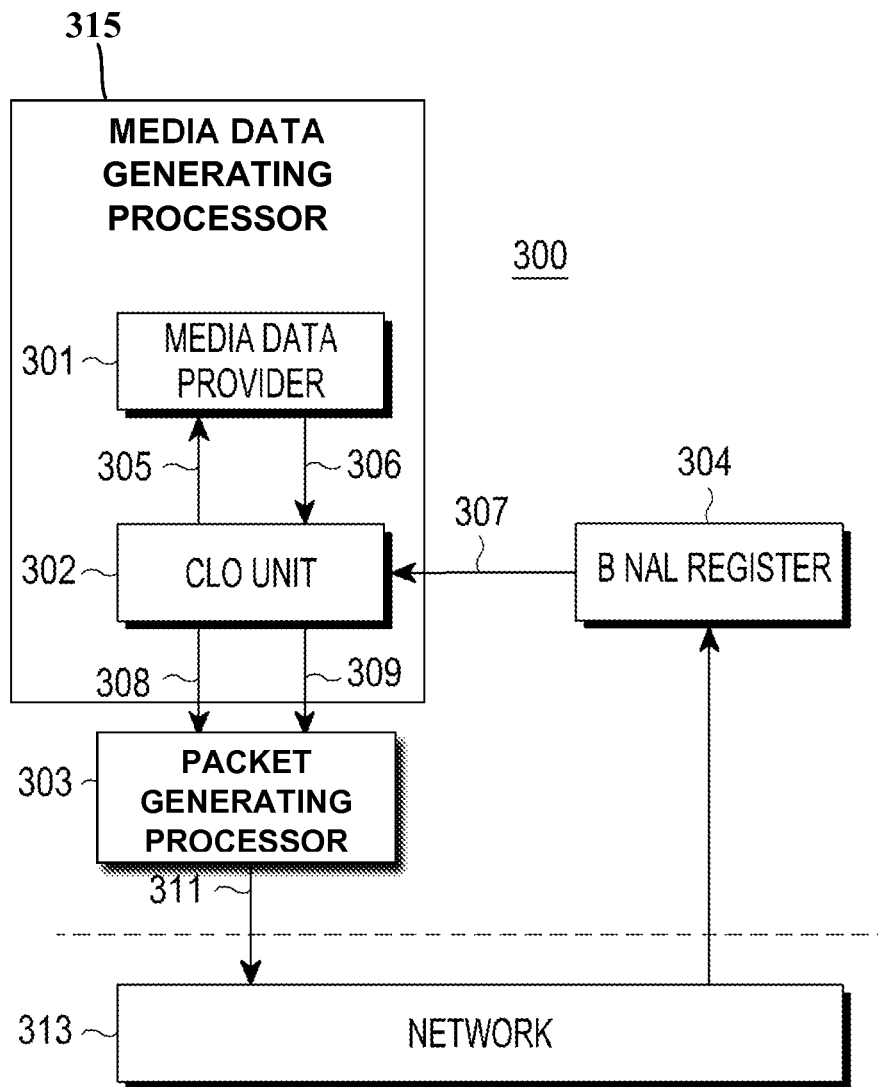 315
MEDIA DATA
GENERATING
PROCESSOR
300
301
MEDIA DATA
PROVIDER
305
306
304
307
302
CLO UNIT
B NAL REGISTER
308
309
303
PACKET
GENERATING
PROCESSOR
311
313
NETWORK